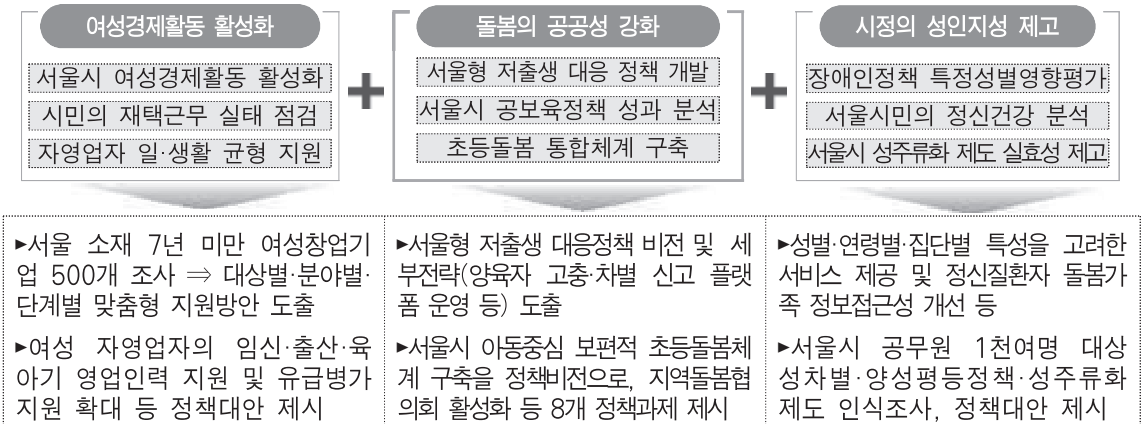 여성경제활동 활성화
서울시 여성경제활동 활성화
시민의 재택근무 실태 점검
자영업자 일·생활 균형 지원
+
돌봄의 공공성 강화
서울형 저출생 대응 정책 개발
서울시 공보육정책 성과 분석
초등돌봄 통합체계 구축
+
시정의 성인지성 제고
장애인정책 특정성별영향평가
서울시민의 정신건강 분석
서울시 성주류화 제도 실효성 제고
►서울 소재 7년 미만 여성창업기
업 500개 조사 ⇒ 대상별·분야별·
단계별 맞춤형 지원방안 도출
►여성 자영업자의 임신·출산·육
아기 영업인력 지원 및 유급병가
지원 확대 등 정책대안 제시
►서울형 저출생 대응정책 비전 및 세
부전략(양육자 고충·차별 신고 플랫
폼 운영 등) 도출
►서울시 아동중심 보편적 초등돌봄체
계 구축을 정책비전으로, 지역돌봄협
의회 활성화 등 8개 정책과제 제시
►성별·연령별·집단별 특성을 고려한
서비스 제공 및 정신질환자 돌봄가
족 정보접근성 개선 등
►서울시 공무원 1천여명 대상
성차별·양성평등정책·성주류화
제도 인식조사, 정책대안 제시